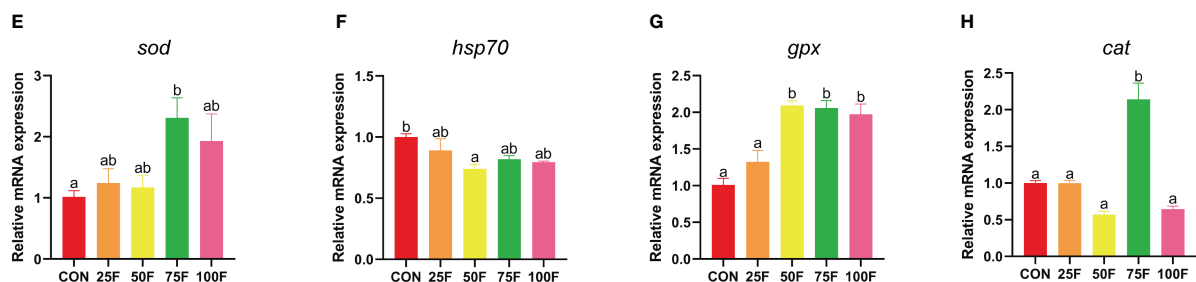 E
sod
Relative mRNA expression
3
2
1
0
a
ab
ab
b
ab
CON 25F 50F 75F 100F
F
hsp70
Relative mRNA expression
1.5
1.0
0.5
0.0
b
ab
a
ab
ab
CON 25F 50F 75F 100F
G
gpx
Relative mRNA expression
2.5
2.0
1.5
1.0
0.5
0.0
a
a
b
b
b
CON 25F 50F 75F 100F
H
cat
Relative mRNA expression
2.5
2.0
1.5
1.0
0.5
0.0
a
a
a
b
a
CON 25F 50F 75F 100F